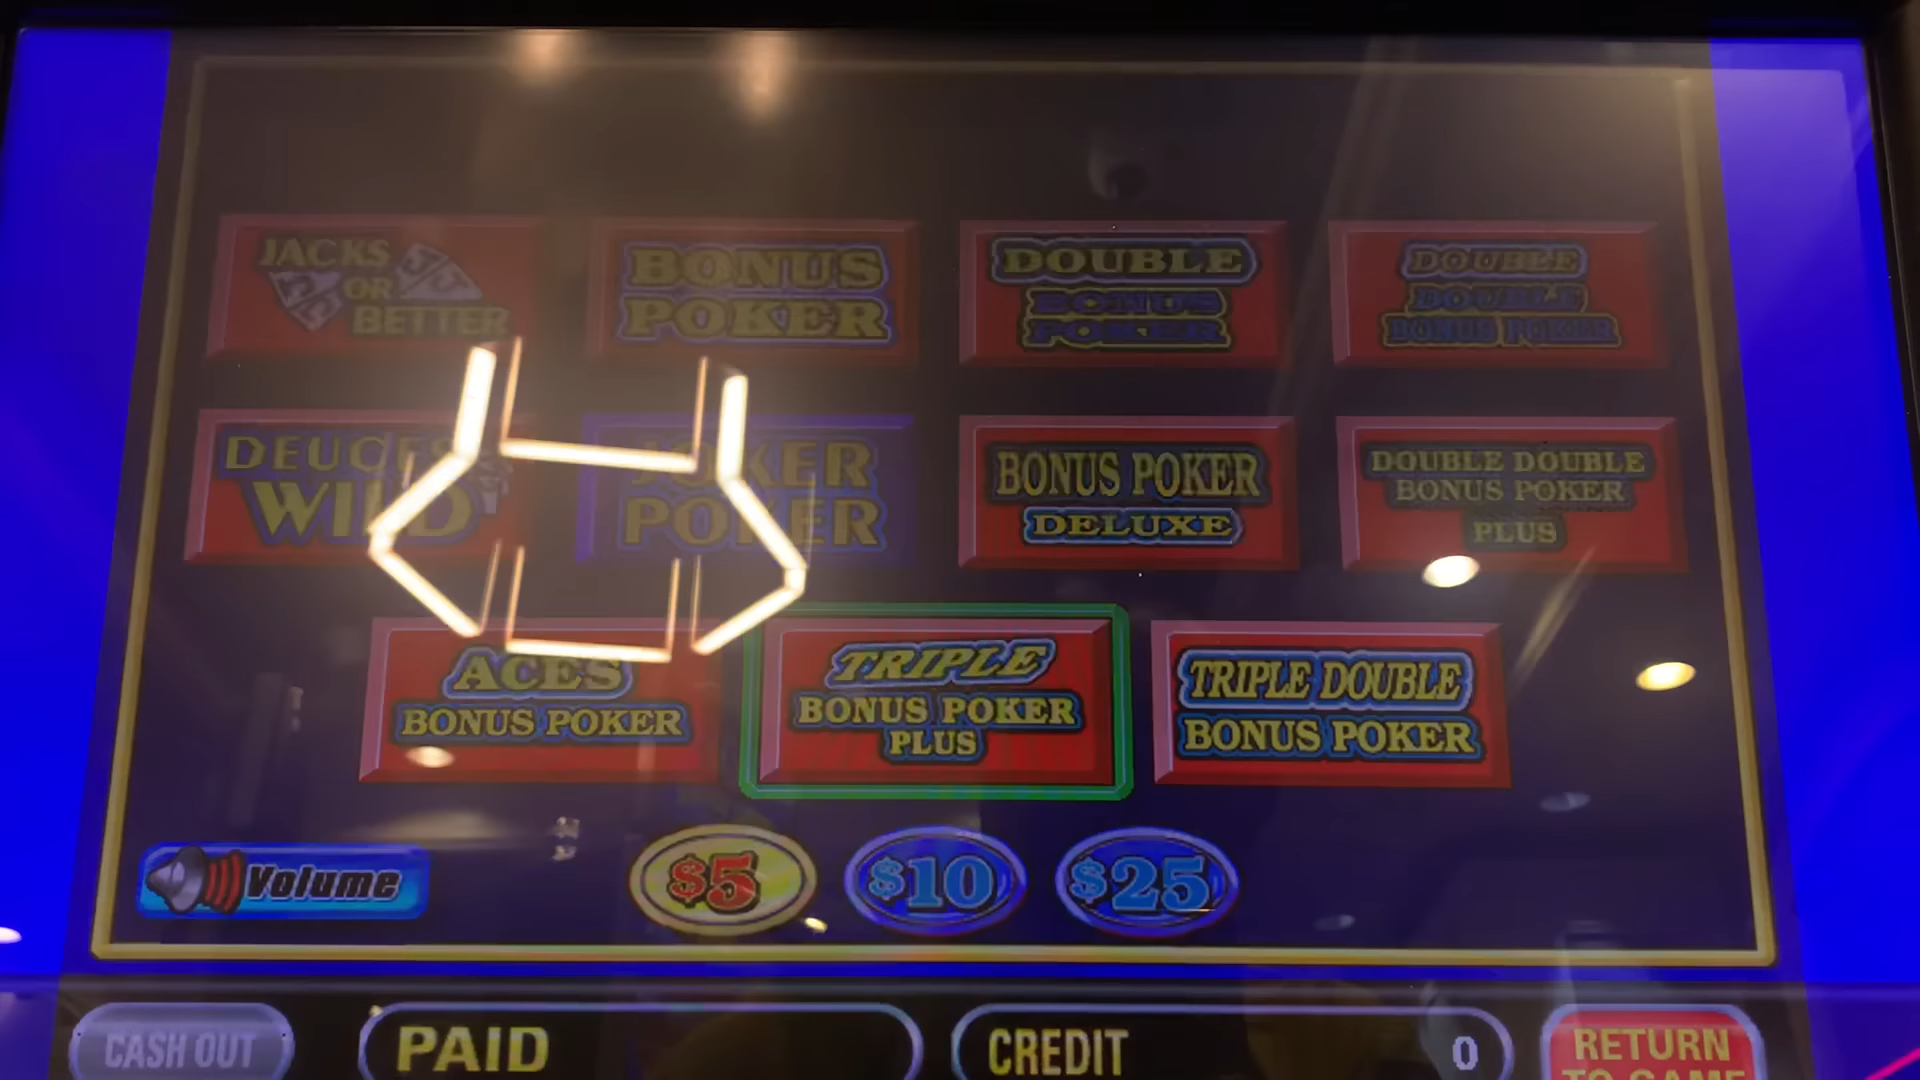 JACKS
OR
BETTER
BONUS
POKER
DOUBLE
BONUS
POKER
DOUBLE
DOUBLE
BONUS POKER
DEUCES
WILD
JOKER
POKER
BONUS POKER
DELUXE
DOUBLE DOUBLE
BONUS POKER
PLUS
ACES
BONUS POKER
TRIPLE
BONUS POKER
PLUS
TRIPLE DOUBLE
BONUS POKER
Volume
$5
$10
$25
CASH OUT
PAID
CREDIT
0
RETURN
TO GAME